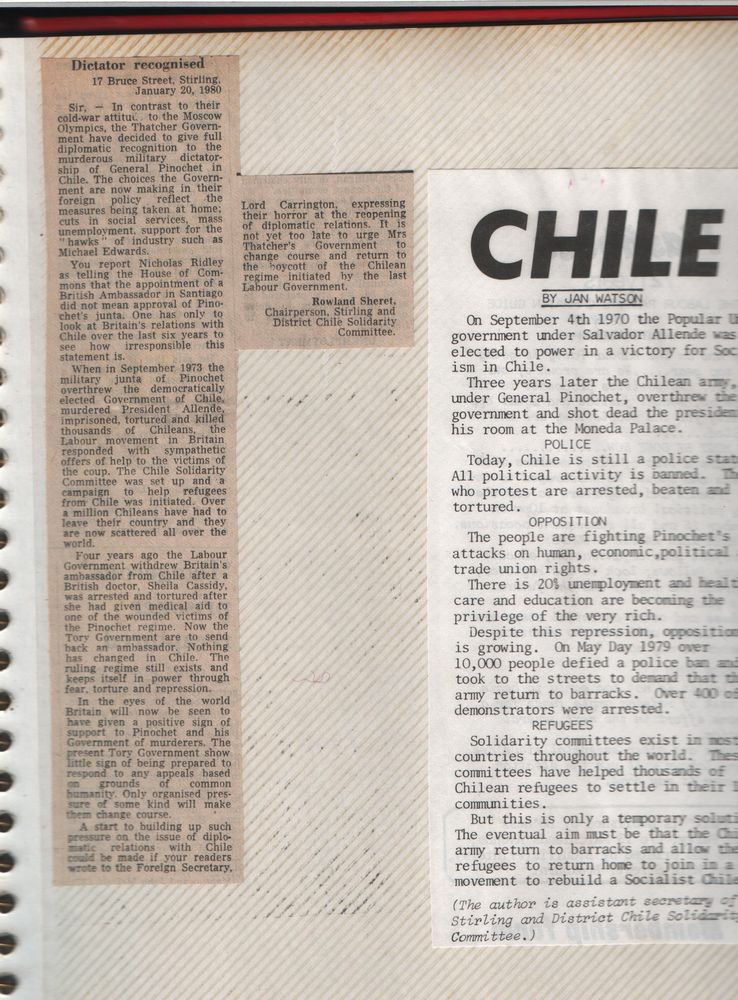 Dictator recognised
17 Bruce Street, Stirling,
January 20, 1980
Sir, — In contrast to their
cold-war to the Moscow
Olympics, the Thatcher Govern-
ment have decided to give full
diplomatic recognition to the
murderous military dictator-
ship of General Pinochet in
Chile. The choices the Govern-
ment are now making in their
foreign policy reflect the
measures being taken at home;
cuts in social services, mass
unemployment, support for the
"hawks" of industry such as
Michael Edwards.
You report Nicholas Ridley
as telling the House of Com-
mons that the appointment of a
British Ambassador in Santiago
did not mean approval of Pino-
chet's junta. One has only to
look at Britain's relations with
Chile over the last six years to
see how irresponsible this
statement is.
When in September 1973 the
military junta of Pinochet
overthrew the democratically
elected Government of Chile,
murdered President Allende,
imprisoned, tortured and killed
thousands of Chileans, the
Labour movement in Britain
responded with sympathetic
offers of help to the victims of
the coup. The Chile Solidarity
Committee was set up and a
campaign to help refugees
from Chile was initiated. Over
a million Chileans have had to
leave their country and they
are now scattered all over the
world.
Four years ago the Labour
Government withdrew Britain's
ambassador from Chile after a
British doctor, Sheila Cassidy,
was arrested and tortured after
she had given medical aid to
one of the wounded victims of
the Pinochet regime. Now the
Tory Government are to send
back an ambassador. Nothing
has changed in Chile. The
ruling regime still exists and
keeps itself in power through
fear, torture and repression.
In the eyes of the world
Britain will now be seen to
have given a positive sign of
support to Pinochet and his
Government of murderers. The
present Tory Government show
little sign of being prepared to
respond to any appeals based
on grounds of common
humanity. Only organised pres-
sure of some kind will make
them change course.
A start to building up such
pressure on the issue of diplo-
matic relations with Chile
could be made if your readers
wrote to the Foreign Secretary,
Lord Carrington, expressing
their horror at the reopening
of diplomatic relations. It is
not yet too late to urge Mrs
Thatcher's Government to
change course and return to
the boycott of the Chilean
regime initiated by the last
Labour Government.
Rowland Sheret,
Chairperson, Stirling and
District Chile Solidarity
Committee.
CHILE
BY JAN WATSON
On September 4th 1970 the Popular
government under Salvador Allende was
elected to power in a victory for Soc
ism in Chile.
Three years later the Chilean army,
under General Pinochet, overthrew the
government and shot dead the presiden
his room at the Moneda Palace.
POLICE
Today, Chile is still a police stat
All political activity is banned. Th
who protest are arrested, beaten and
tortured.
OPPOSITION
The people are fighting Pinochet's
attacks on human, economic,political
trade union rights.
There is 20% unemployment and healt
care and education are becoming the
privilege of the very rich.
Despite this repression, opposition
is growing. On May Day 1979 over
10,000 people defied a police ban and
took to the streets to demand that th
army return to barracks. Over 400 of
demonstrators were arrested.
REFUGEES
Solidarity committees exist in most
countries throughout the world. Thes
committees have helped thousands of
Chilean refugees to settle in their l
communities.
But this is only a temporary soluti
The eventual aim must be that the Chi
army return to barracks and allow the
refugees to return home to join in a
movement to rebuild a Socialist Chile
(The author is assistant secretary of
Stirling and District Chile Solidarit
Committee.)